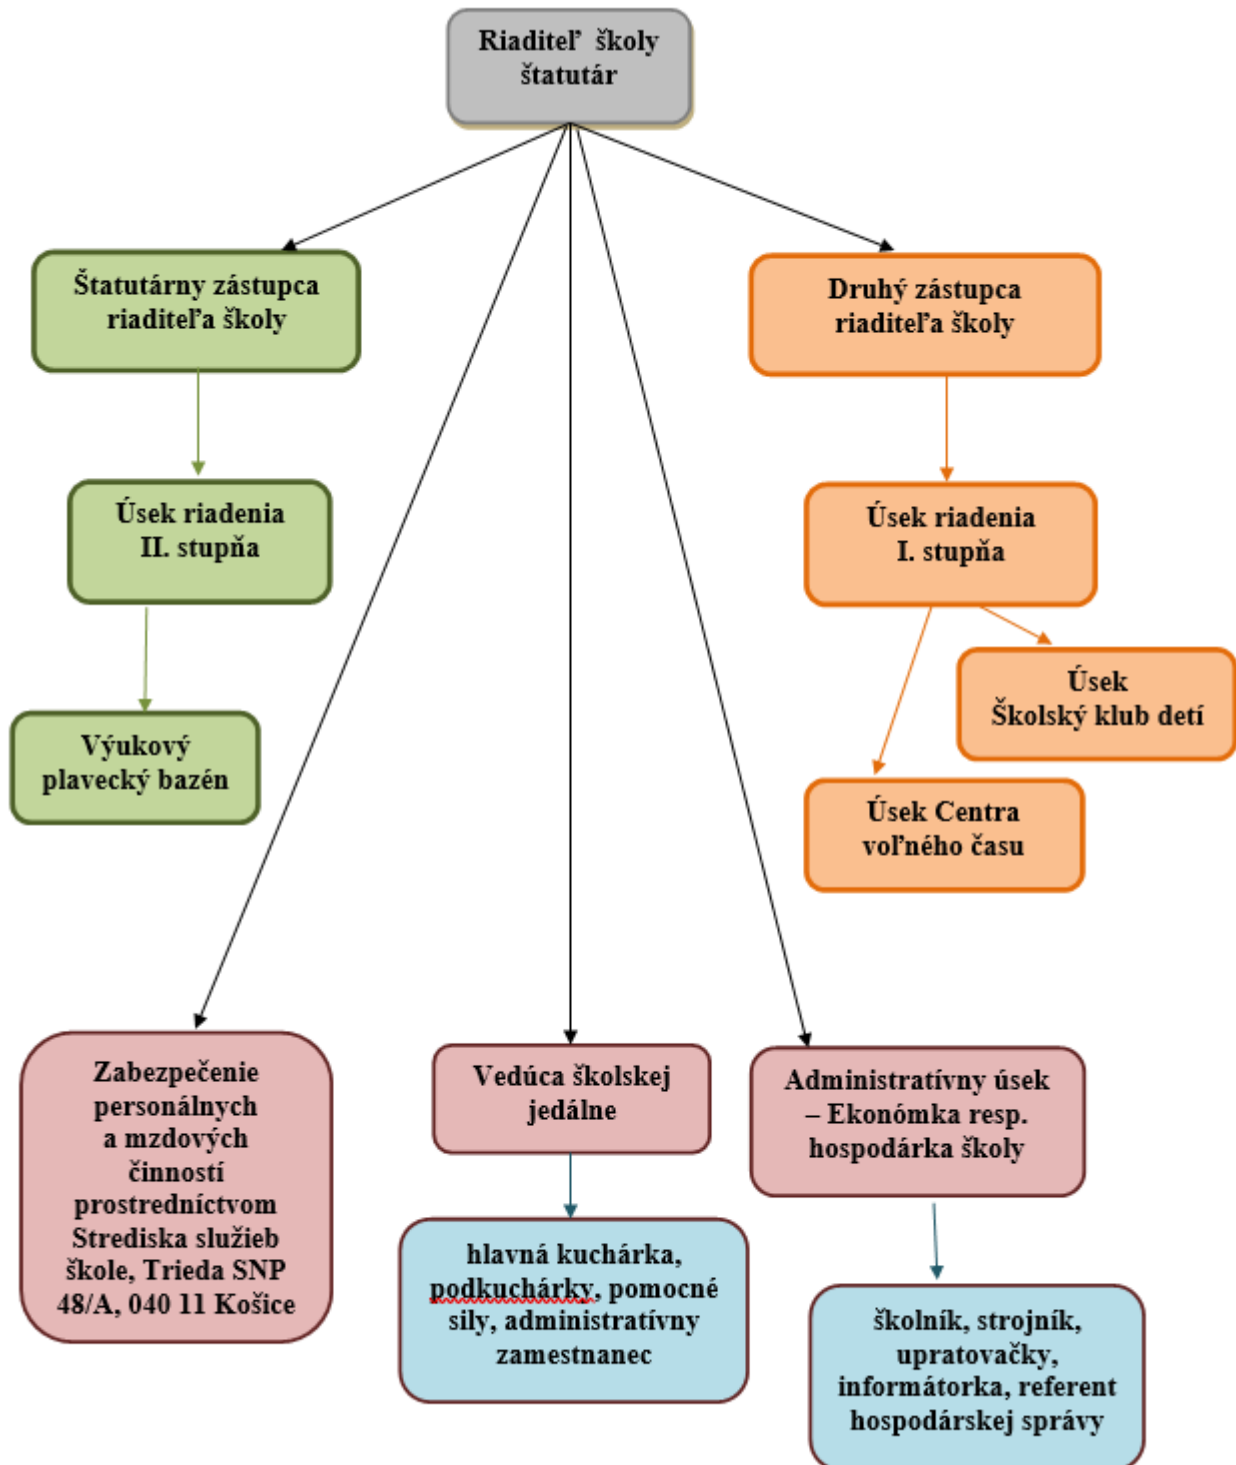 Riaditeľ školy
štatutár
Štatutárny zástupca
riaditeľa školy
Druhý zástupca
riaditeľa školy
Úsek riadenia
II. stupňa
Úsek riadenia
I. stupňa
Úsek
Školský klub detí
Výukový
plavecký bazén
Úsek Centra
voľného času
Zabezpečenie
personálnych
a mzdových
činností
prostredníctvom
Strediska služieb
škole, Trieda SNP
48/A, 040 11 Košice
Vedúca školskej
jedálne
Administratívny úsek
– Ekonómka resp.
hospodárka školy
hlavná kuchárka,
podkuchárky, pomocné
sily, administratívny
zamestnanec
školník, strojník,
upratovačky,
informátorka, referent
hospodárskej správy